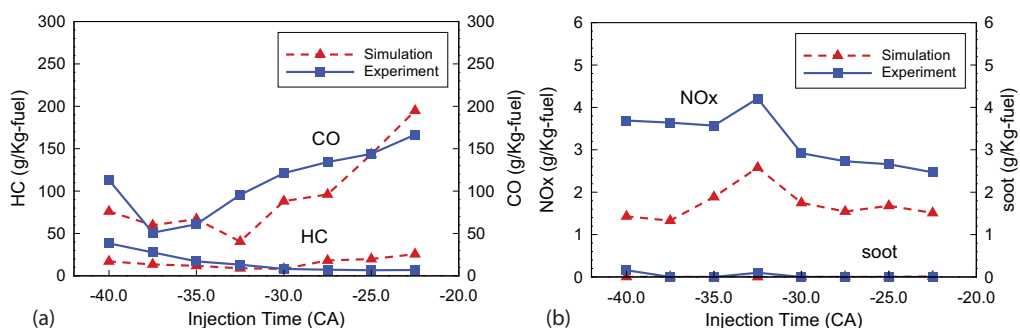 (a)
HC (g/Kg-fuel)
300
250
200
150
100
50
0
Simulation
Experiment
CO
HC
300
250
200
150
100
50
0
CO (g/Kg-fuel)
-40.0 -35.0 -30.0 -25.0 -20.0
Injection Time (CA)
(b)
NOx (g/Kg-fuel)
6
5
4
3
2
1
0
Simulation
Experiment
NOx
soot
6
5
4
3
2
1
0
soot (g/Kg-fuel)
-40.0 -35.0 -30.0 -25.0 -20.0
Injection Time (CA)